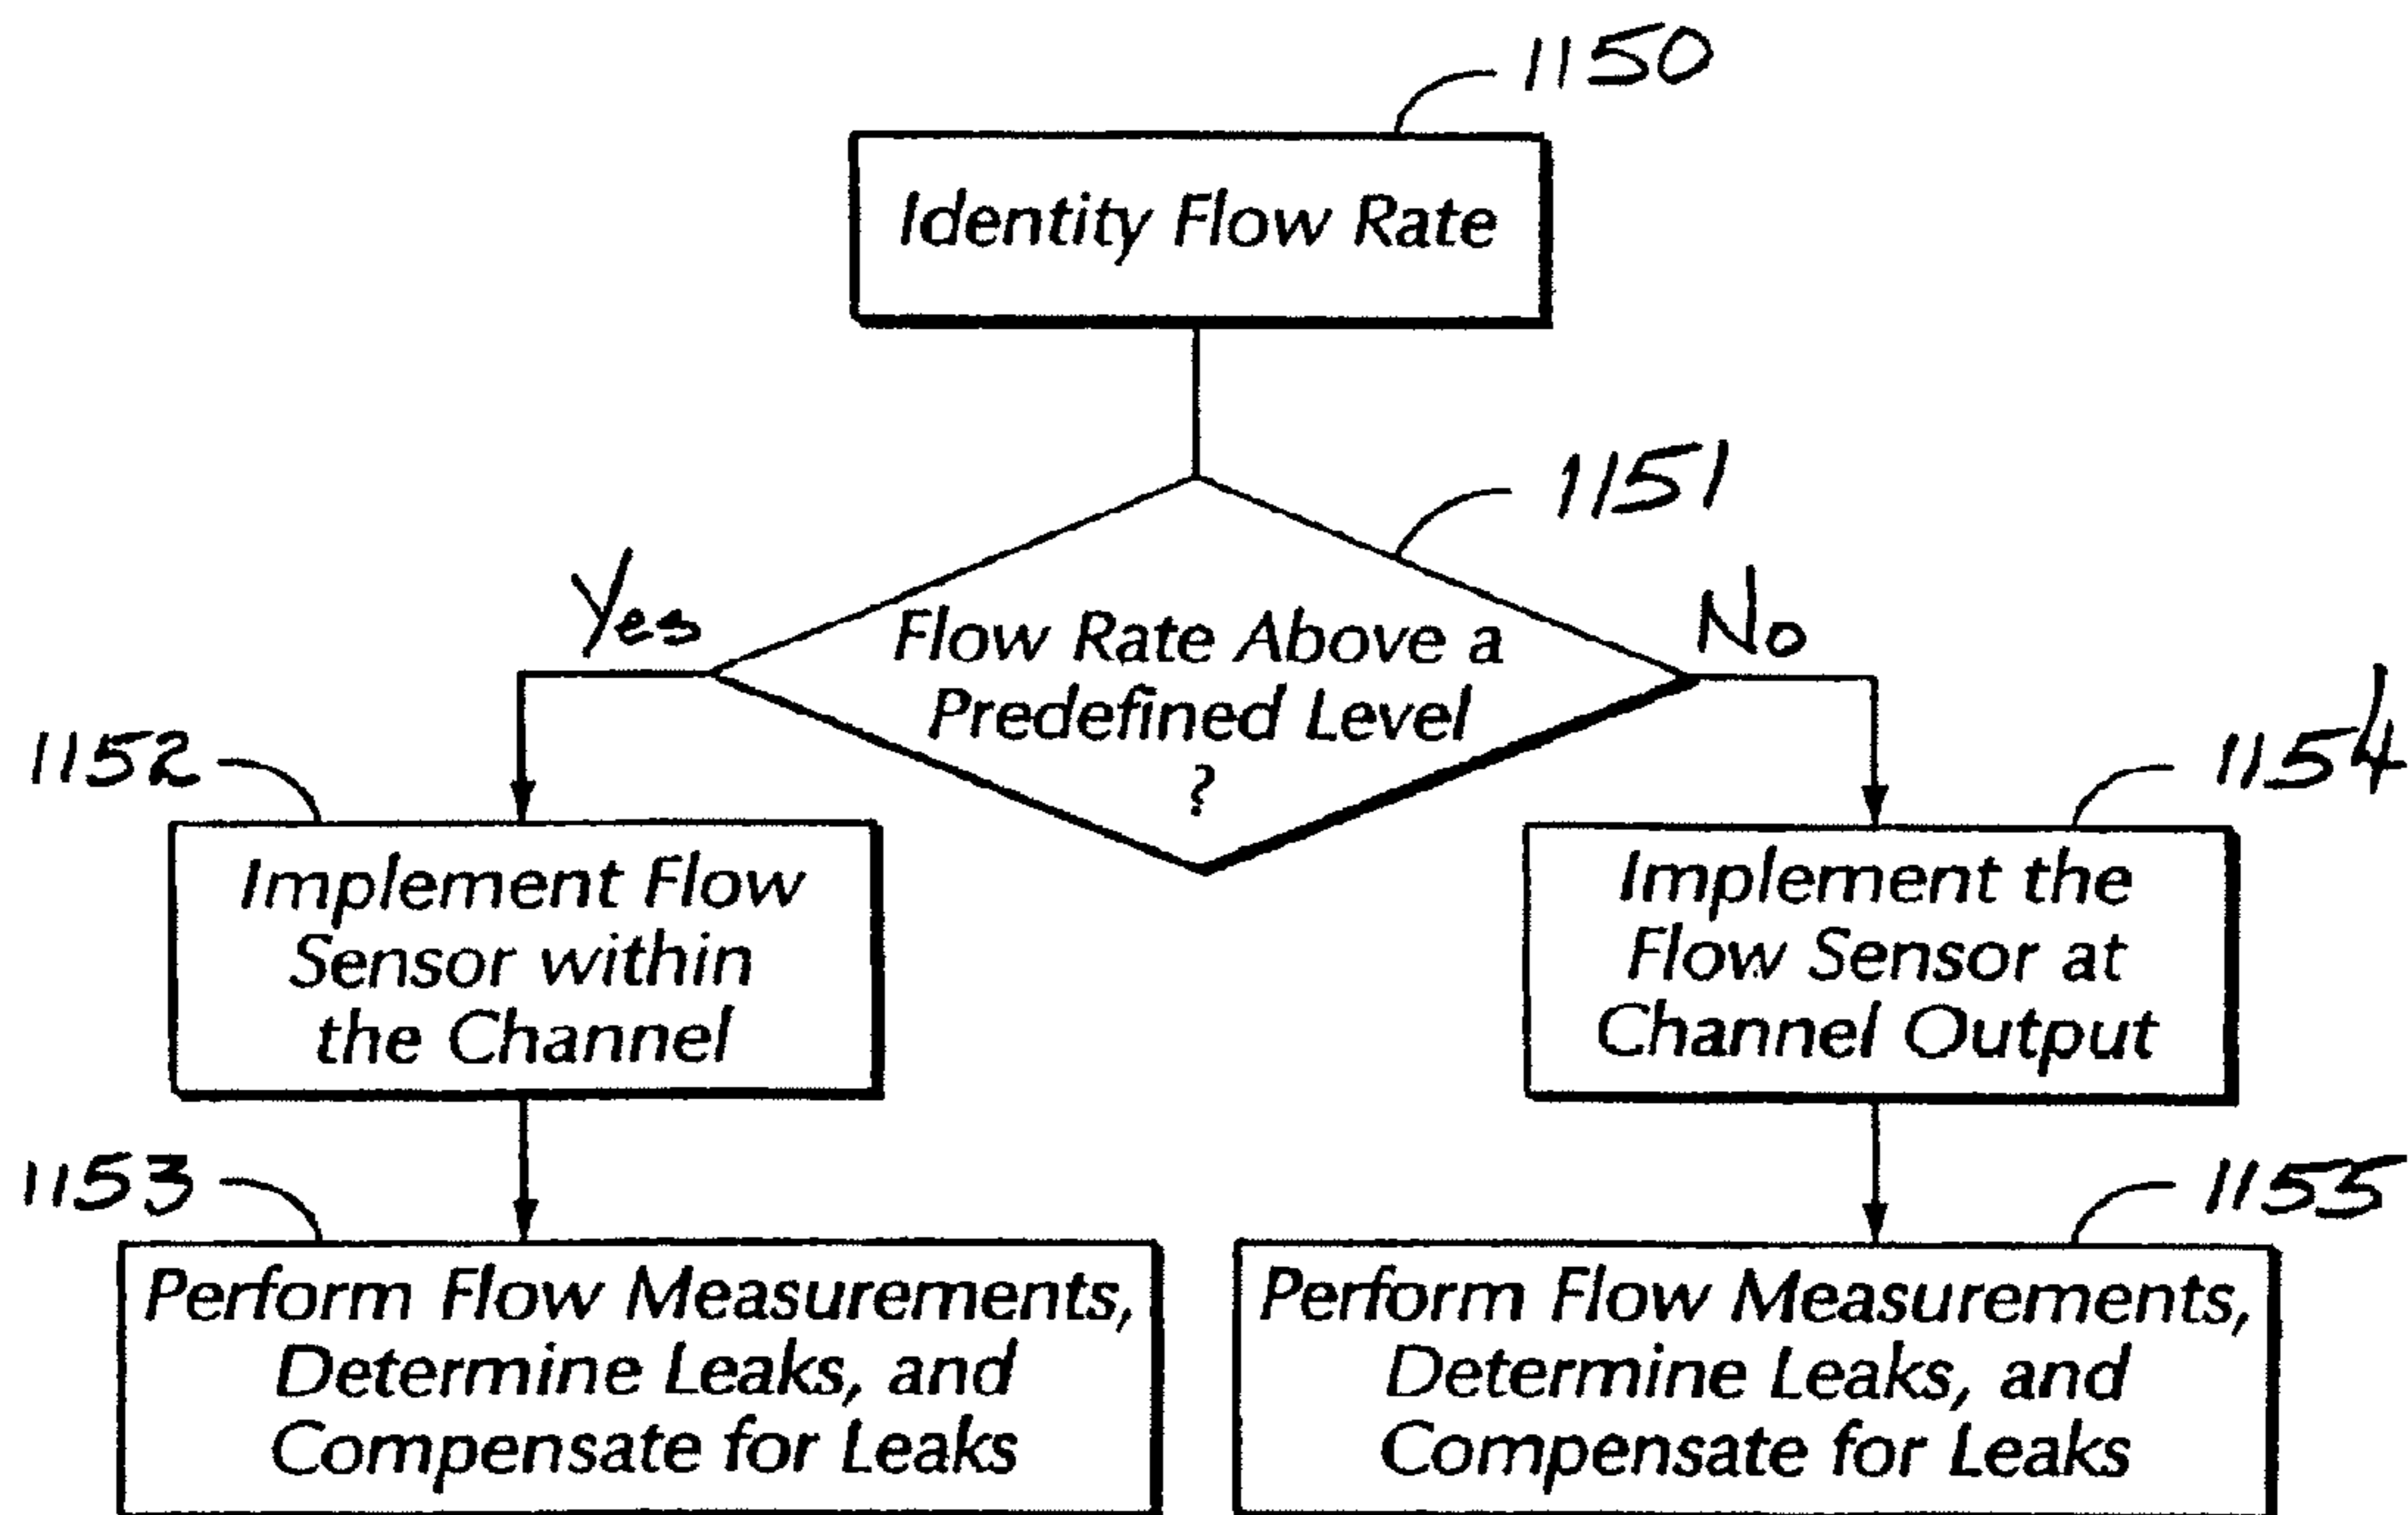 1150
Identity Flow Rate
1151
Yes
No
Flow Rate Above a
Predefined Level
?
1152
1154
Implement Flow
Sensor within
the Channel
Implement the
Flow Sensor at
Channel Output
1153
1155
Perform Flow Measurements,
Determine Leaks, and
Compensate for Leaks
Perform Flow Measurements,
Determine Leaks, and
Compensate for Leaks